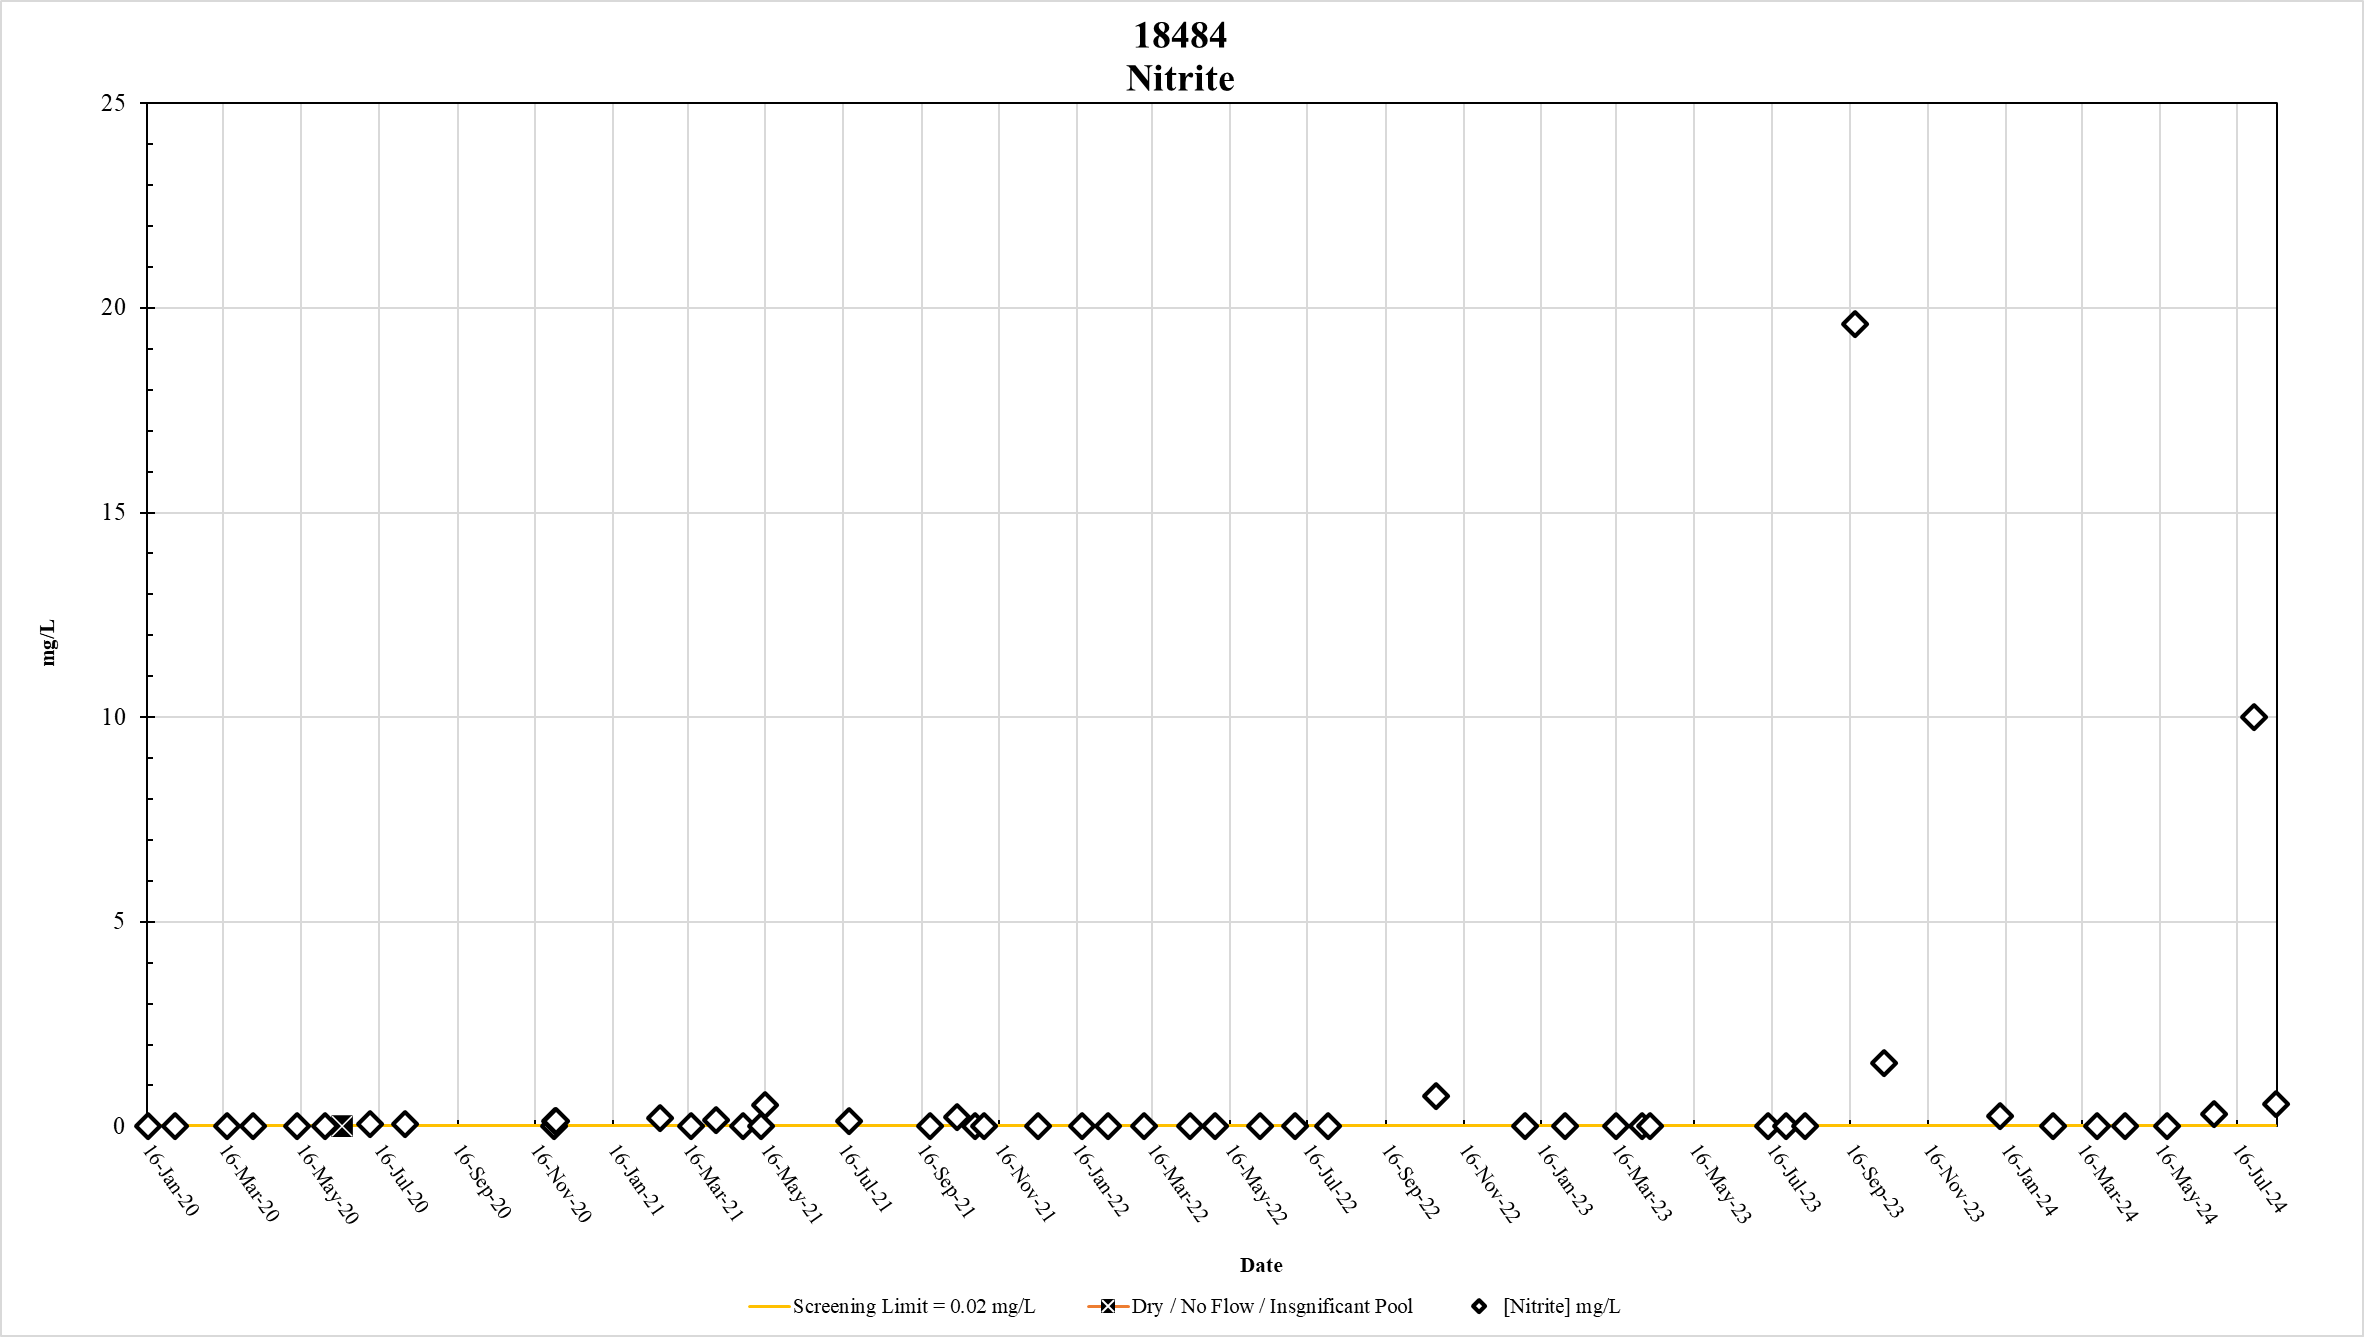 18484
Nitrite
25
20
15
10
5
0
mg/L
16-Jan-20
16-Mar-20
16-May-20
16-Jul-20
16-Sep-20
16-Nov-20
16-Jan-21
16-Mar-21
16-May-21
16-Jul-21
16-Sep-21
16-Nov-21
16-Jan-22
16-Mar-22
16-May-22
16-Jul-22
16-Sep-22
16-Nov-22
16-Jan-23
16-Mar-23
16-May-23
16-Jul-23
16-Sep-23
16-Nov-23
16-Jan-24
16-Mar-24
16-May-24
16-Jul-24
Date
Screening Limit = 0.02 mg/L
Dry / No Flow / Insgnificant Pool
[Nitrite] mg/L